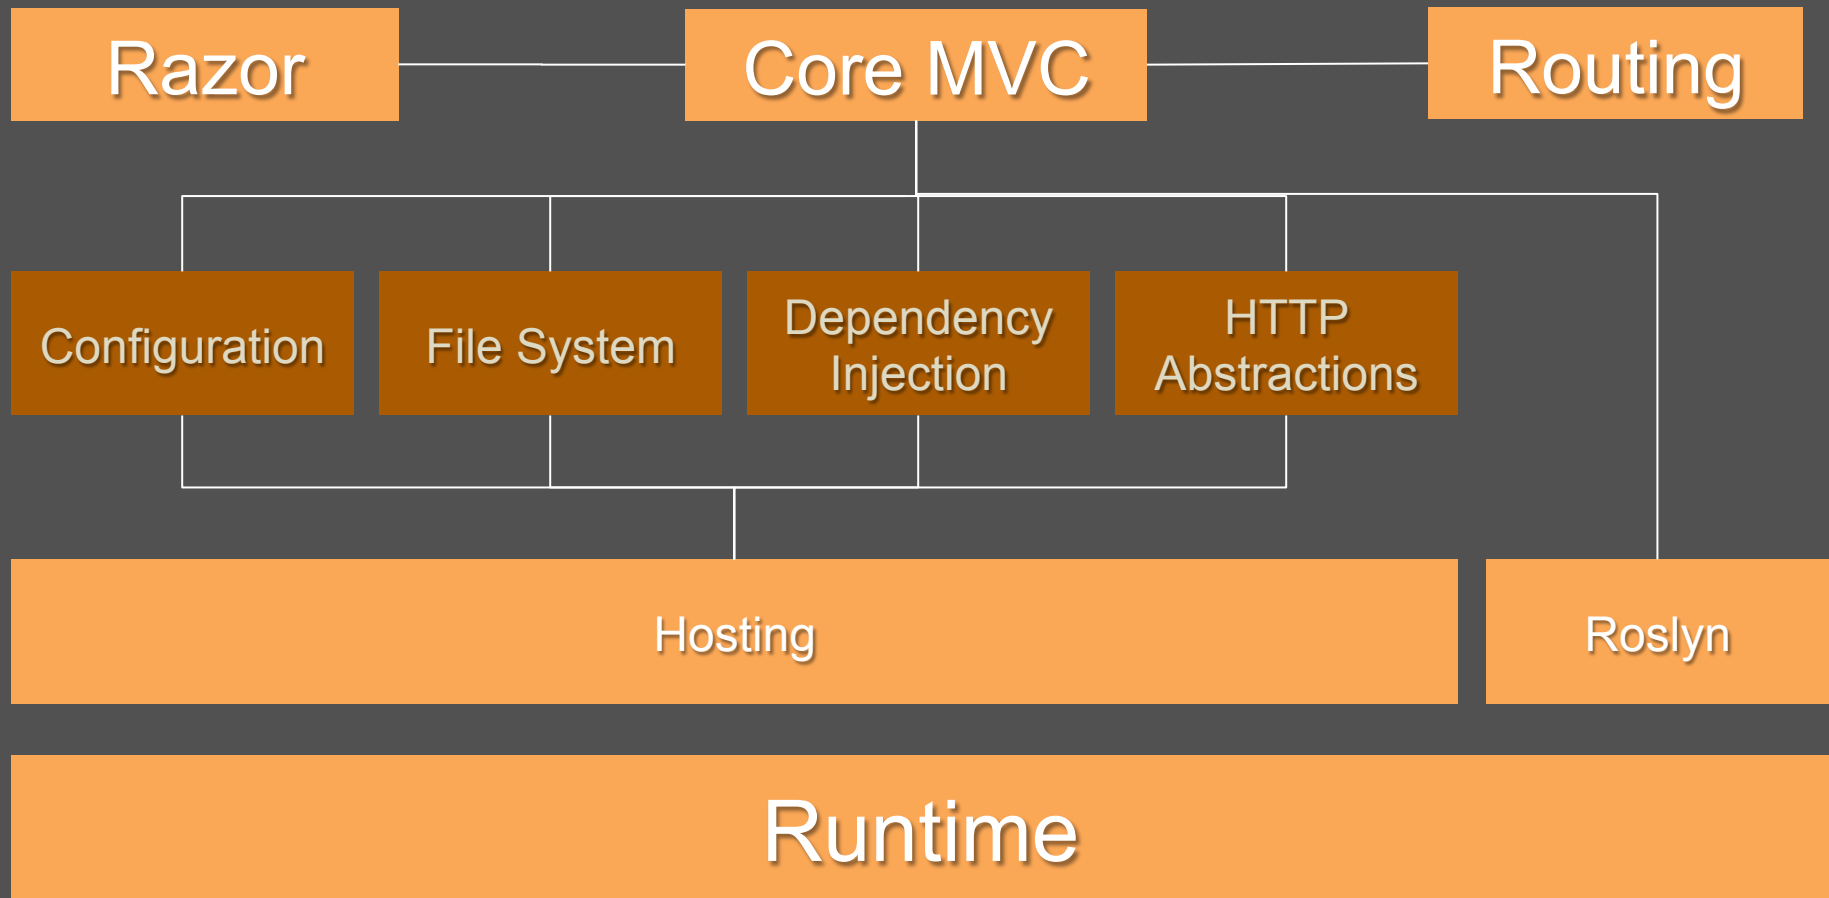 Razor
Core MVC
Routing
Configuration
File System
Dependency
Injection
HTTP
Abstractions
Hosting
Roslyn
Runtime